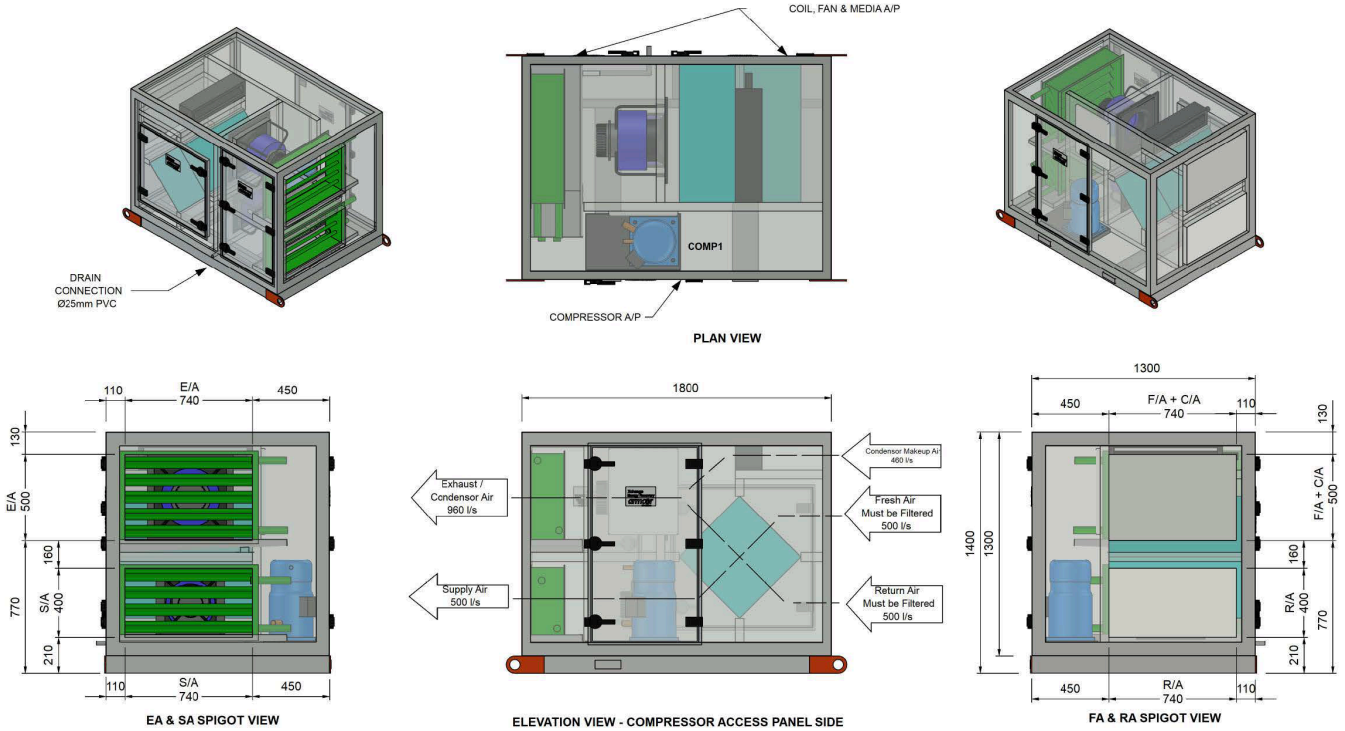 COIL, FAN & MEDIA A/P
DRAIN
CONNECTION
Ø25mm PVC
COMP1
COMPRESSOR A/P
PLAN VIEW
E/A
110
740
450
130
E/A
500
160
S/A
400
770
210
110
S/A
740
450
EA & SA SPIGOT VIEW
1800
Condensor Makeup Air
460 l/s
Exhaust /
Condensor Air
960 l/s
Fresh Air
Must be Filtered
500 l/s
Supply Air
500 l/s
Return Air
Must be Filtered
500 l/s
ELEVATION VIEW - COMPRESSOR ACCESS PANEL SIDE
1300
F/A + C/A
450
740
110
130
F/A + C/A
500
1400
1300
160
R/A
400
770
210
450
R/A
740
110
FA & RA SPIGOT VIEW